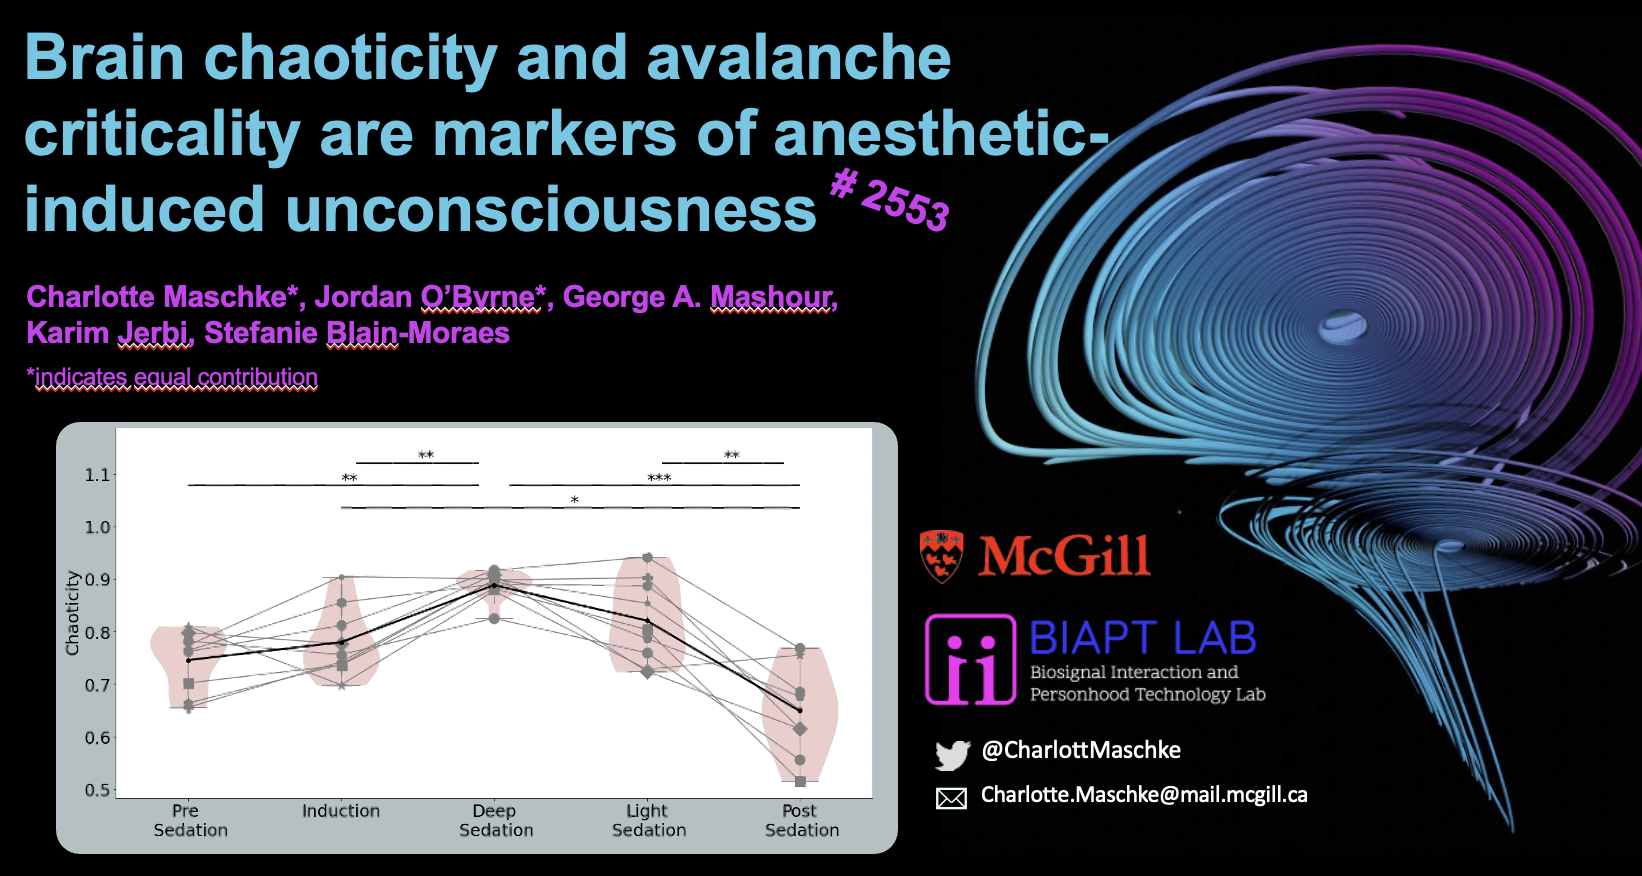 Brain chaoticity and avalanche
criticality are markers of anesthetic-
induced unconsciousness
# 2553
Charlotte Maschke*, Jordan O’Byrne*, George A. Mashour,
Karim Jerbi, Stefanie Blain-Moraes
*indicates equal contribution
** **
** ***
*
1.1
1.0
0.9
0.8
0.7
0.6
0.5
Chaoticity
Pre Sedation
Induction
Deep Sedation
Light Sedation
Post Sedation
McGill
BIAPT LAB
Biosignal Interaction and
Personhood Technology Lab
@CharlottMaschke
Charlotte.Maschke@mail.mcgill.ca